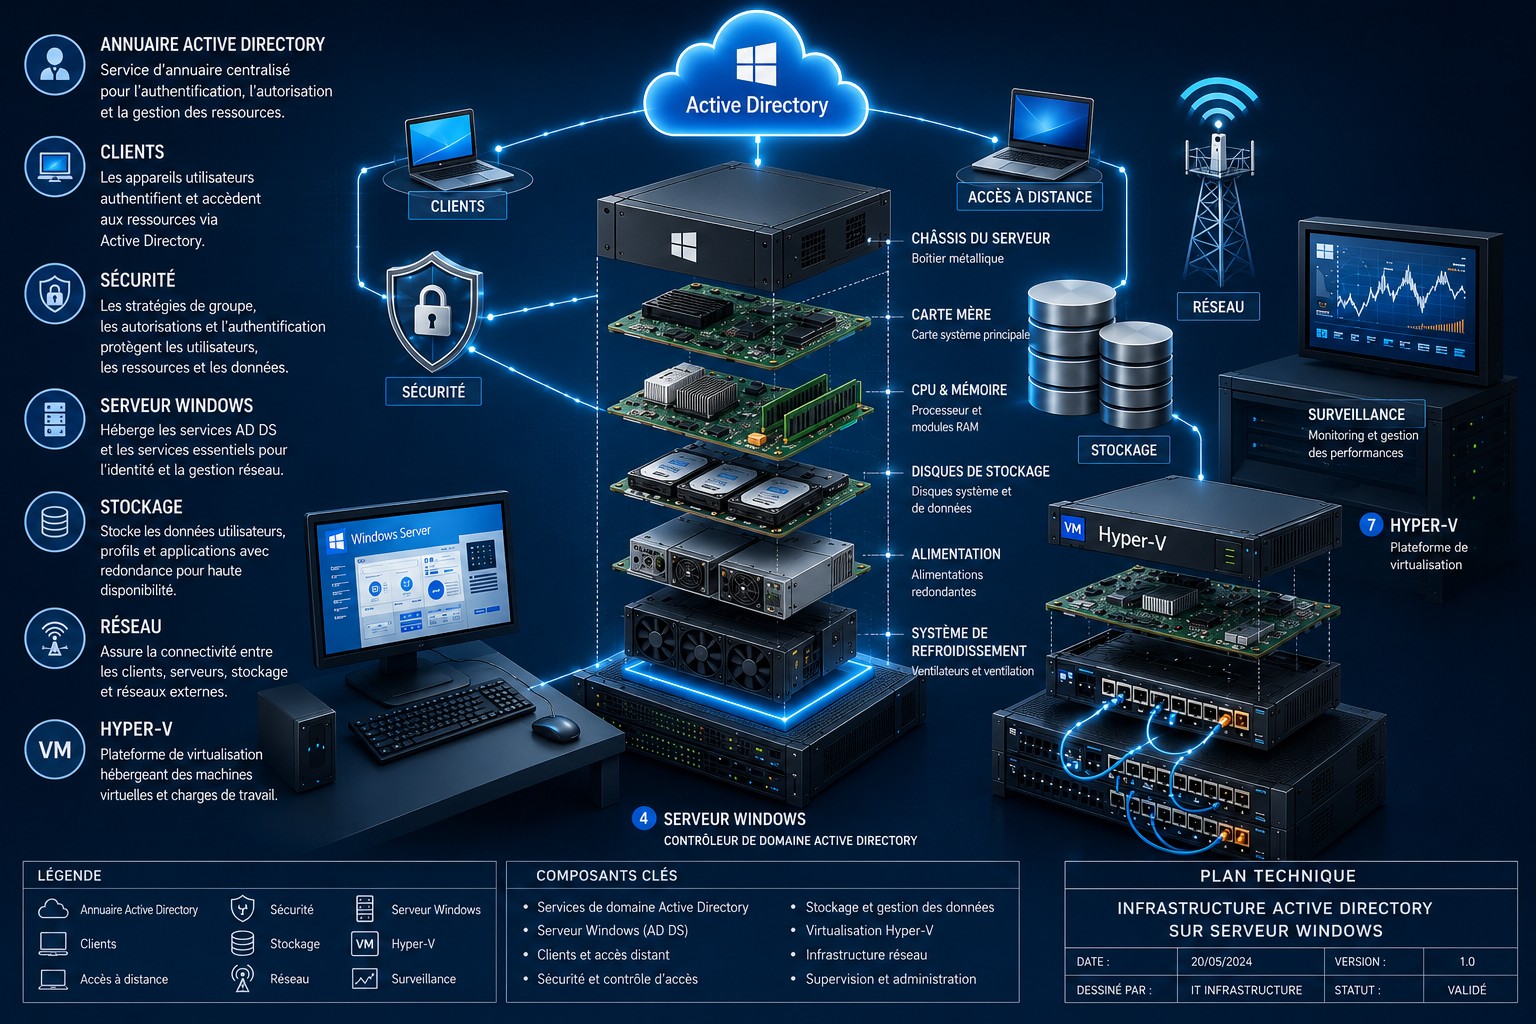 ANNUAIRE ACTIVE DIRECTORY
Service d'annuaire centralisé
pour l'authentification, l'autorisation
et la gestion des ressources.
CLIENTS
Les appareils utilisateurs
authentifient et accèdent
aux ressources via
Active Directory.
SÉCURITÉ
Les stratégies de groupe,
les autorisations et l'authentification
protègent les utilisateurs,
les ressources et les données.
SERVEUR WINDOWS
Héberge les services AD DS
et les services essentiels pour
l'identité et la gestion réseau.
STOCKAGE
Stocke les données utilisateurs,
profils et applications avec
redondance pour haute
disponibilité.
RÉSEAU
Assure la connectivité entre
les clients, serveurs, stockage
et réseaux externes.
VM
HYPER-V
Plateforme de virtualisation
hébergeant des machines
virtuelles et charges de travail.
Active Directory
CLIENTS
ACCÈS À DISTANCE
SÉCURITÉ
Windows Server
CHÂSSIS DU SERVEUR
Boîtier métallique
CARTE MÈRE
Carte système principale
CPU & MÉMOIRE
Processeur et
modules RAM
DISQUES DE STOCKAGE
Disques système et
de données
ALIMENTATION
Alimentations
redondantes
SYSTÈME DE
REFROIDISSEMENT
Ventilateurs et ventilation
RÉSEAU
STOCKAGE
SURVEILLANCE
Monitoring et gestion
des performances
VM Hyper-V
7 HYPER-V
Plateforme de
virtualisation
4 SERVEUR WINDOWS
CONTRÔLEUR DE DOMAINE ACTIVE DIRECTORY
LÉGENDE
Annuaire Active Directory
Clients
Accès à distance
Sécurité
Stockage
Réseau
Serveur Windows
VM Hyper-V
Surveillance
COMPOSANTS CLÉS
• Services de domaine Active Directory
• Serveur Windows (AD DS)
• Clients et accès distant
• Sécurité et contrôle d'accès
• Stockage et gestion des données
• Virtualisation Hyper-V
• Infrastructure réseau
• Supervision et administration
PLAN TECHNIQUE
INFRASTRUCTURE ACTIVE DIRECTORY
SUR SERVEUR WINDOWS
DATE : 20/05/2024 VERSION : 1.0
DESSINÉ PAR : IT INFRASTRUCTURE STATUT : VALIDÉ